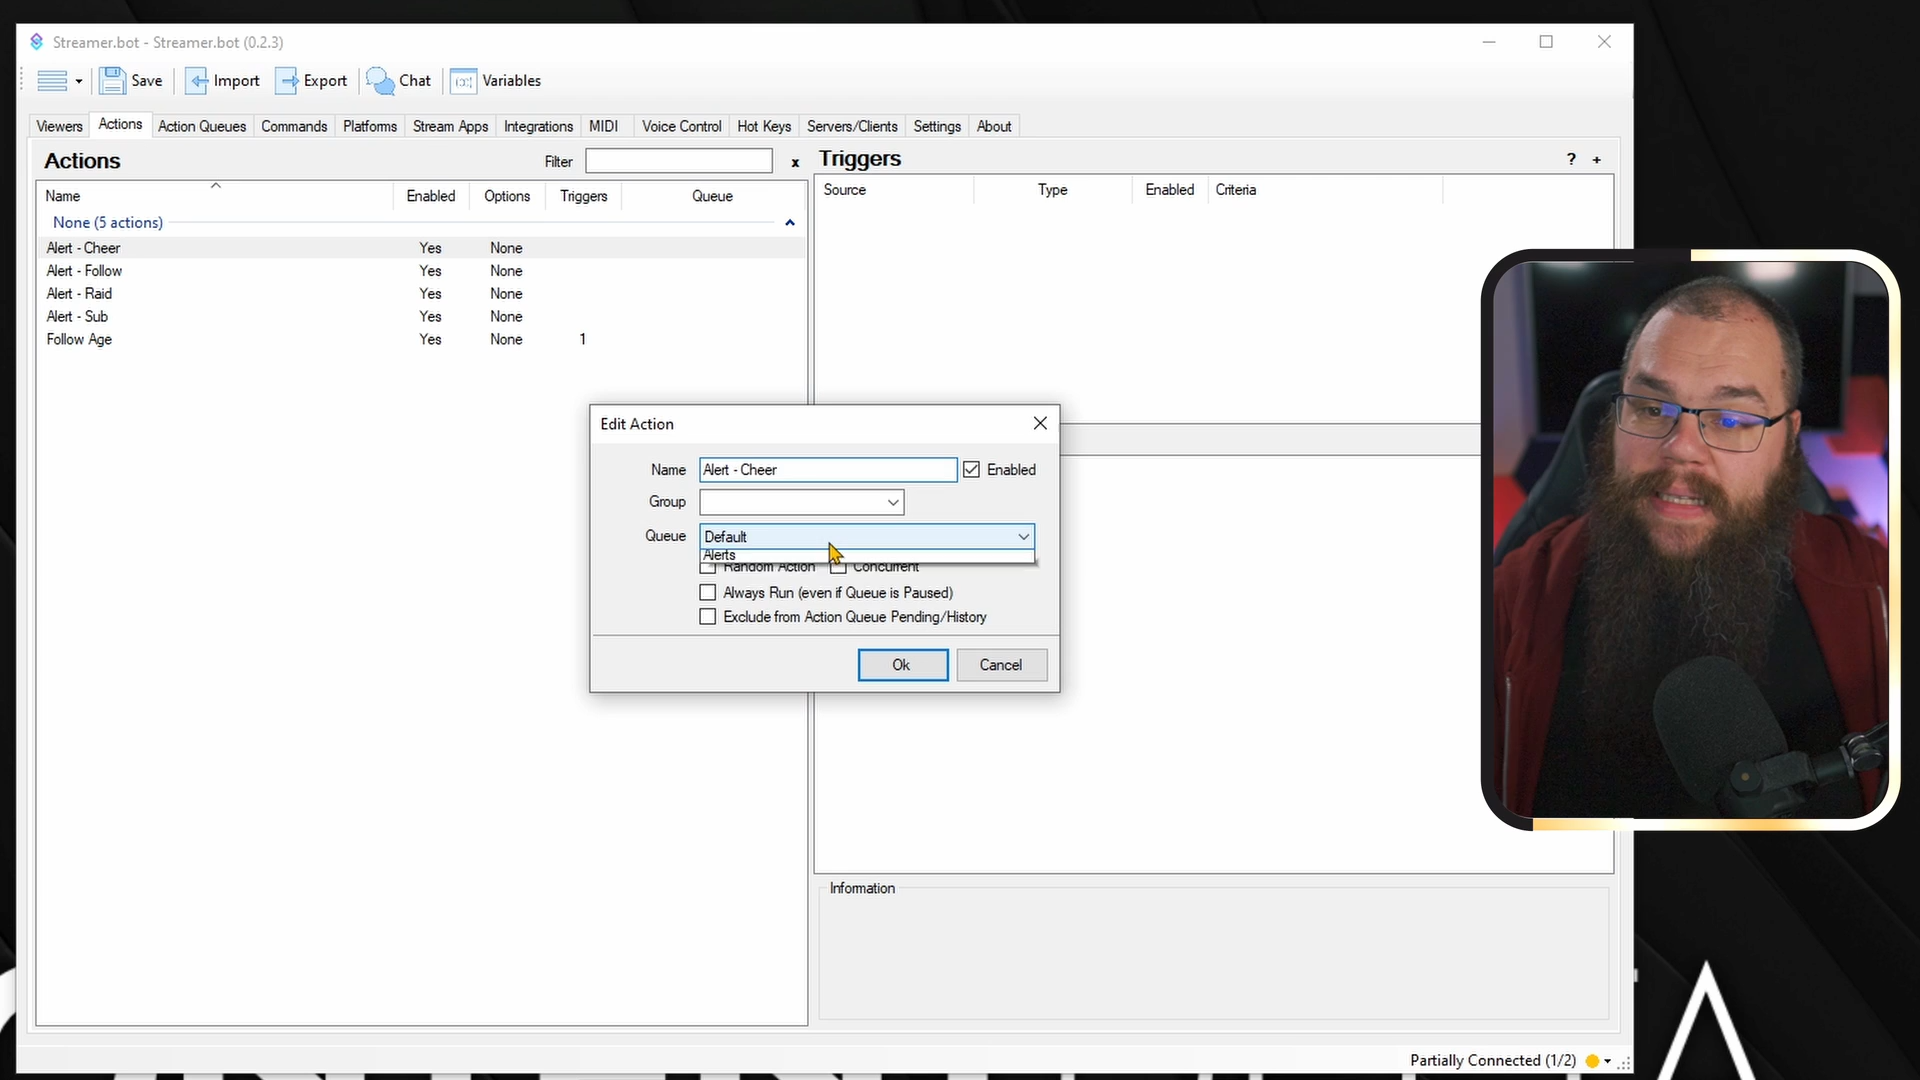 Streamer.bot - Streamer.bot (0.2.3)
Save Import Export Chat Variables
Viewers Actions Action Queues Commands Platforms Stream Apps Integrations MIDI Voice Control Hot Keys Servers/Clients Settings About
Actions Filter x
Name Enabled Options Triggers Queue
None (5 actions)
Alert - Cheer Yes None
Alert - Follow Yes None
Alert - Raid Yes None
Alert - Sub Yes None
Follow Age Yes None 1
Triggers ? +
Source Type Enabled Criteria
Edit Action
Name Alert - Cheer Enabled
Group
Queue Default
Alerts
Random Action Concurrent
Always Run (even if Queue is Paused)
Exclude from Action Queue Pending/History
Ok Cancel
Information
Partially Connected (1/2)